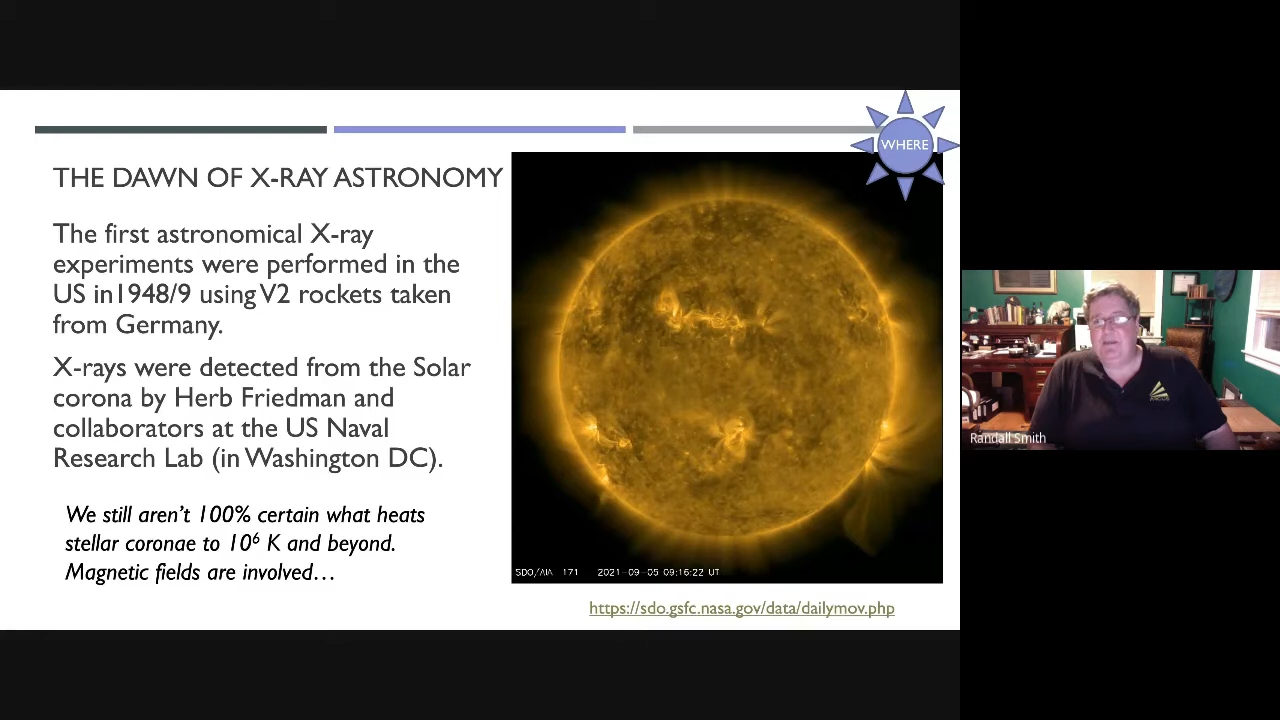 WHERE
THE DAWN OF X-RAY ASTRONOMY
The first astronomical X-ray
experiments were performed in the
US in1948/9 using V2 rockets taken
from Germany.
X-rays were detected from the Solar
corona by Herb Friedman and
collaborators at the US Naval
Research Lab (in Washington DC).
We still aren't 100% certain what heats
stellar coronae to 10⁶ K and beyond.
Magnetic fields are involved…
SDO/AIA 171 2021-09-05 09:16:22 UT
https://sdo.gsfc.nasa.gov/data/dailymov.php
Randall Smith